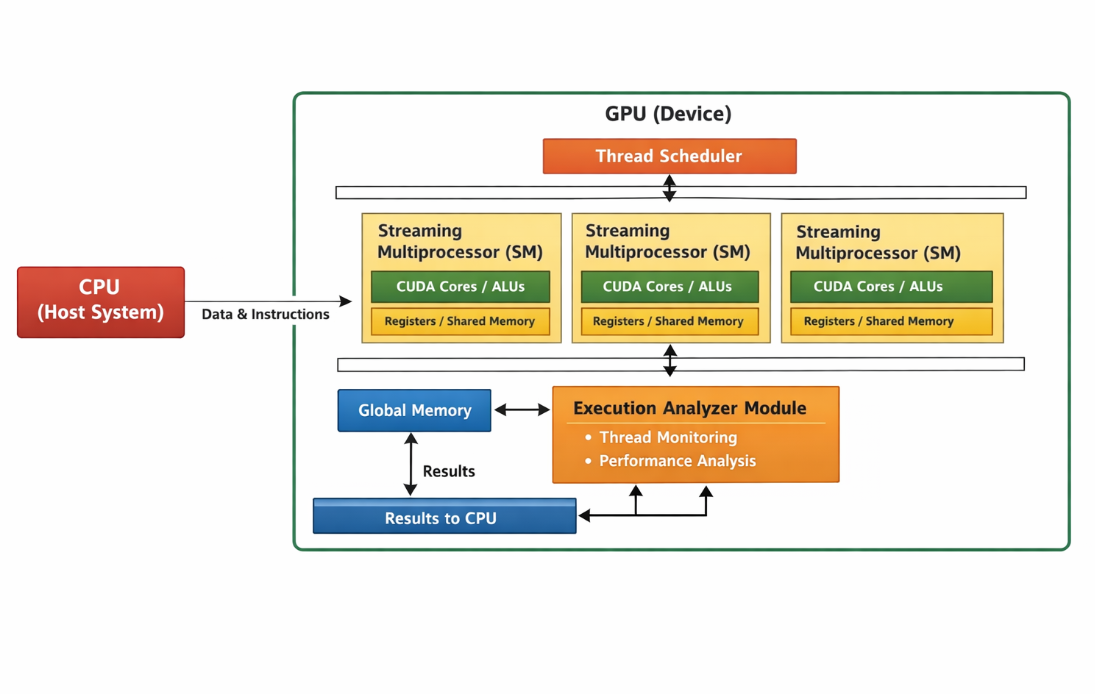 GPU (Device)
Thread Scheduler
Streaming
Multiprocessor (SM)
CUDA Cores / ALUs
Registers / Shared Memory
Streaming
Multiprocessor (SM)
CUDA Cores / ALUs
Registers / Shared Memory
Streaming
Multiprocessor (SM)
CUDA Cores / ALUs
Registers / Shared Memory
CPU
(Host System)
Data & Instructions
Global Memory
Execution Analyzer Module
• Thread Monitoring
• Performance Analysis
Results
Results to CPU